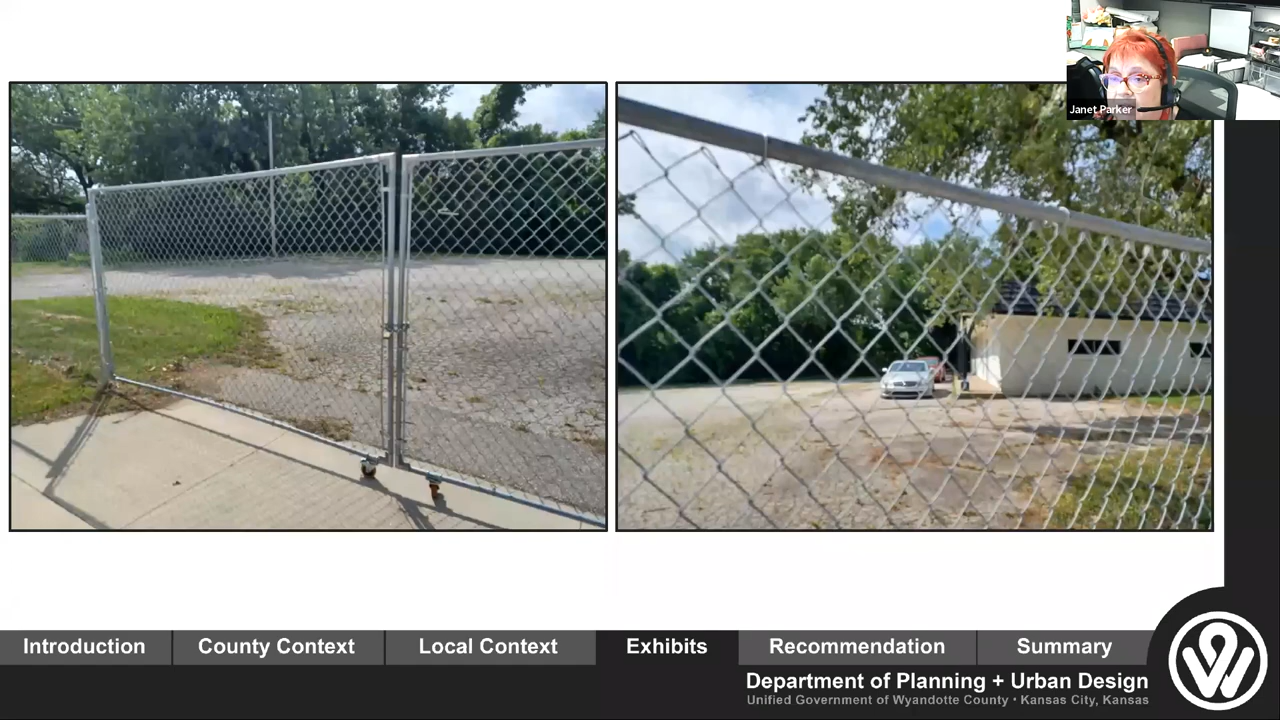 Janet Parker
Introduction
County Context
Local Context
Exhibits
Recommendation
Summary
Department of Planning + Urban Design
Unified Government of Wyandotte County • Kansas City, Kansas